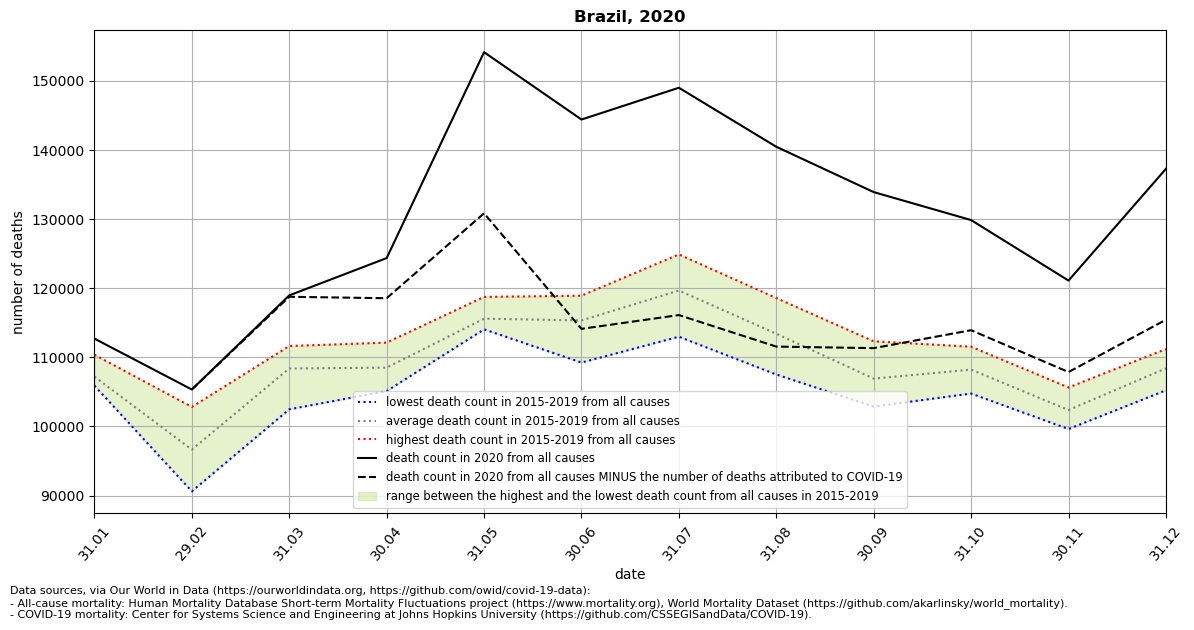 Brazil, 2020
number of deaths
150000
140000
130000
120000
110000
100000
90000
lowest death count in 2015-2019 from all causes
average death count in 2015-2019 from all causes
highest death count in 2015-2019 from all causes
death count in 2020 from all causes
death count in 2020 from all causes MINUS the number of deaths attributed to COVID-19
range between the highest and the lowest death count from all causes in 2015-2019
31.01 29.02 31.03 30.04 31.05 30.06 31.07 31.08 30.09 31.10 30.11 31.12
date
Data sources, via Our World in Data (https://ourworldindata.org, https://github.com/owid/covid-19-data):
- All-cause mortality: Human Mortality Database Short-term Mortality Fluctuations project (https://www.mortality.org), World Mortality Dataset (https://github.com/akarlinsky/world_mortality).
- COVID-19 mortality: Center for Systems Science and Engineering at Johns Hopkins University (https://github.com/CSSEGISandData/COVID-19).